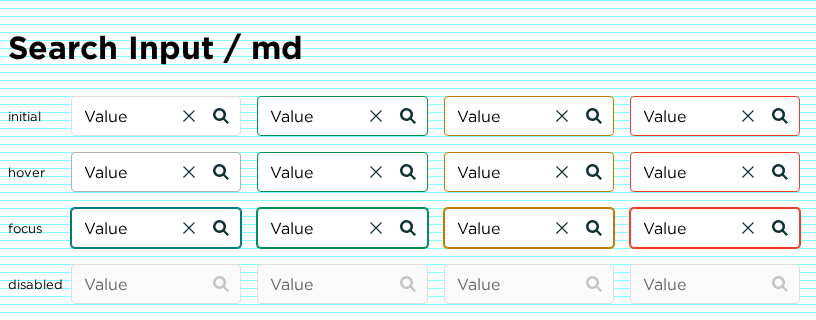 Search Input / md
initial Value Value Value Value
hover Value Value Value Value
focus Value Value Value Value
disabled Value Value Value Value